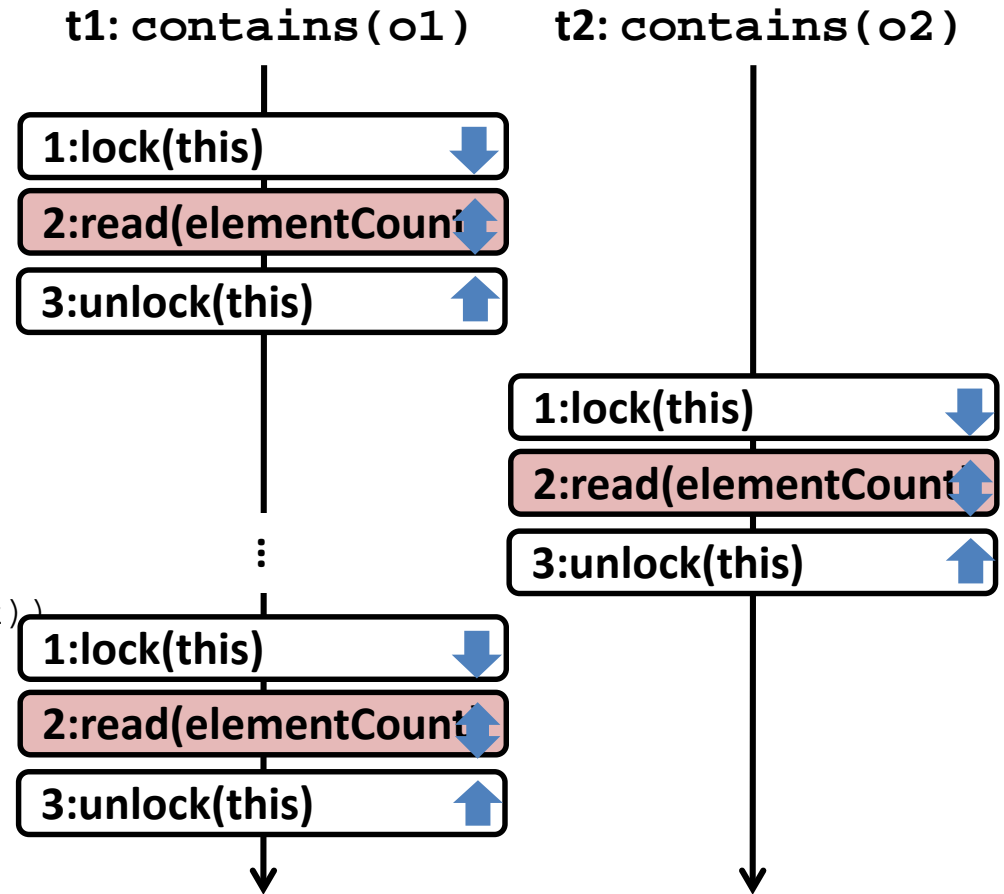 t1: contains(o1)
t2: contains(o2)
1:lock(this)
2:read(elementCount
3:unlock(this)
1:lock(this)
2:read(elementCount
3:unlock(this)
...
))
1:lock(this)
2:read(elementCount
3:unlock(this)